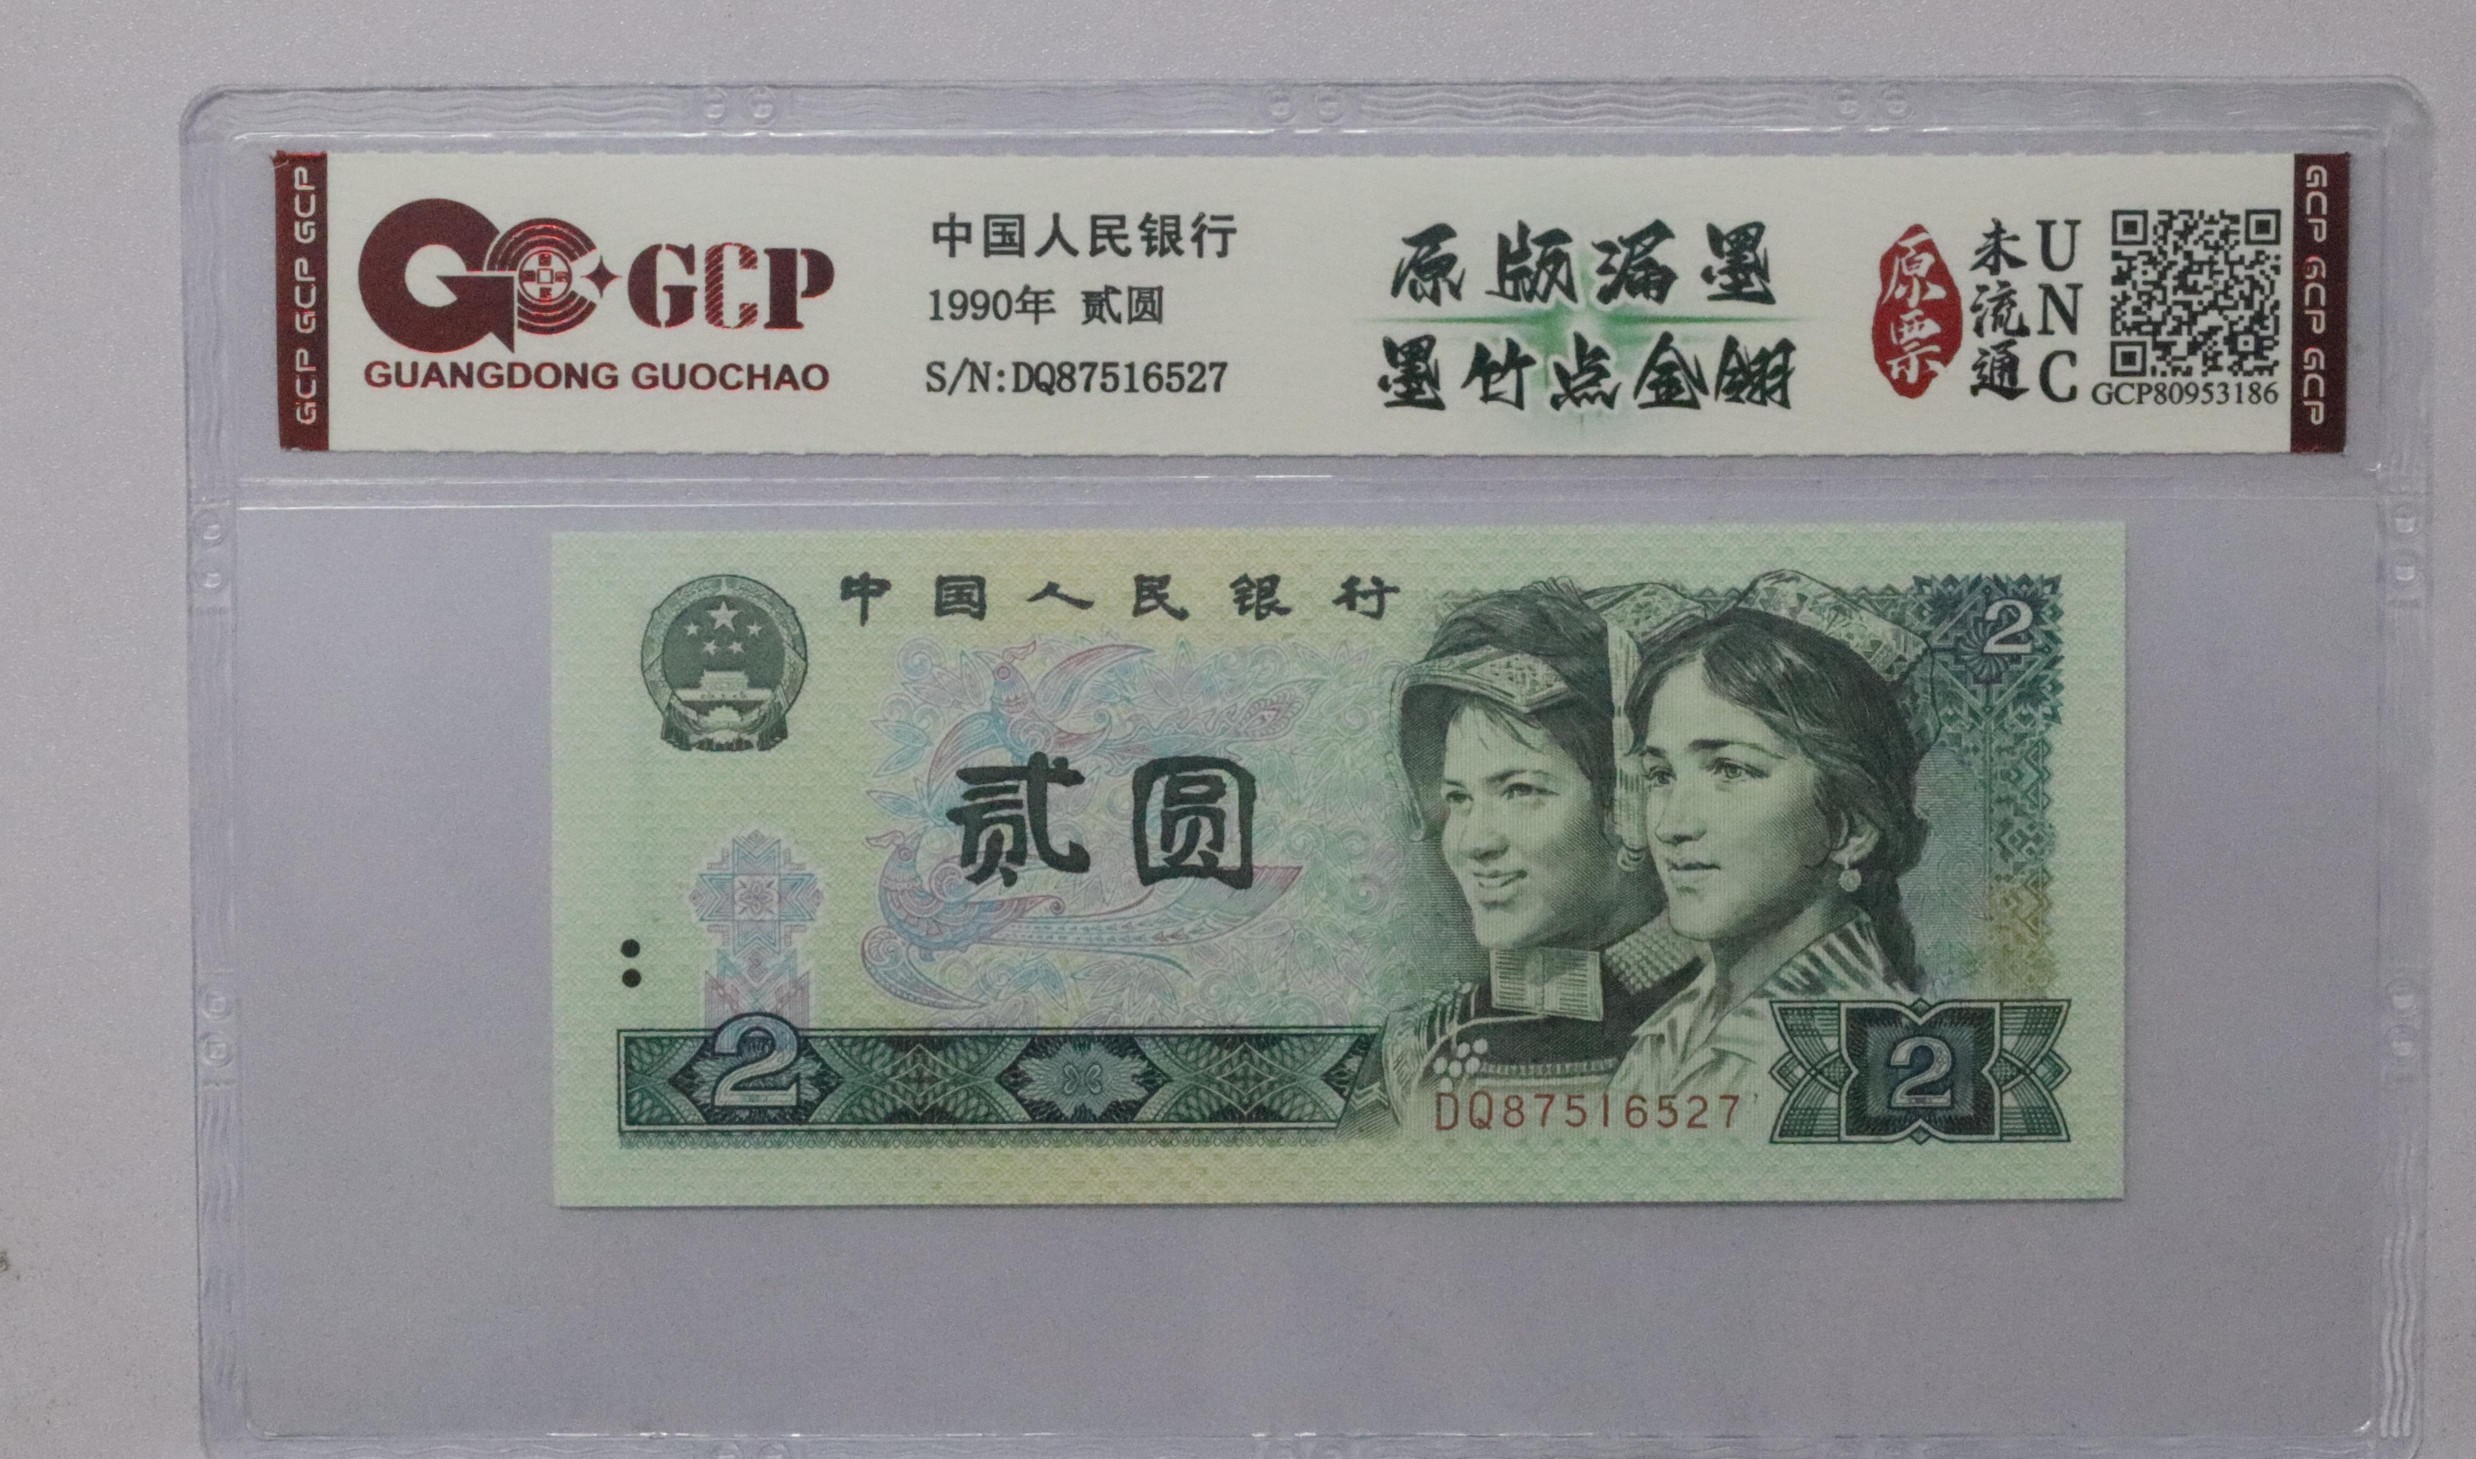 GCP GCP GCP
GCP
GUANGDONG GUOCHAO
中国人民银行
1990年 贰圆
S/N:DQ87516527
原版漏墨
墨竹点金翎
原票
未流通
UNC
GCP80953186
GCP GCP GCP
中国人民银行
2
贰圆
2
DQ87516527
2